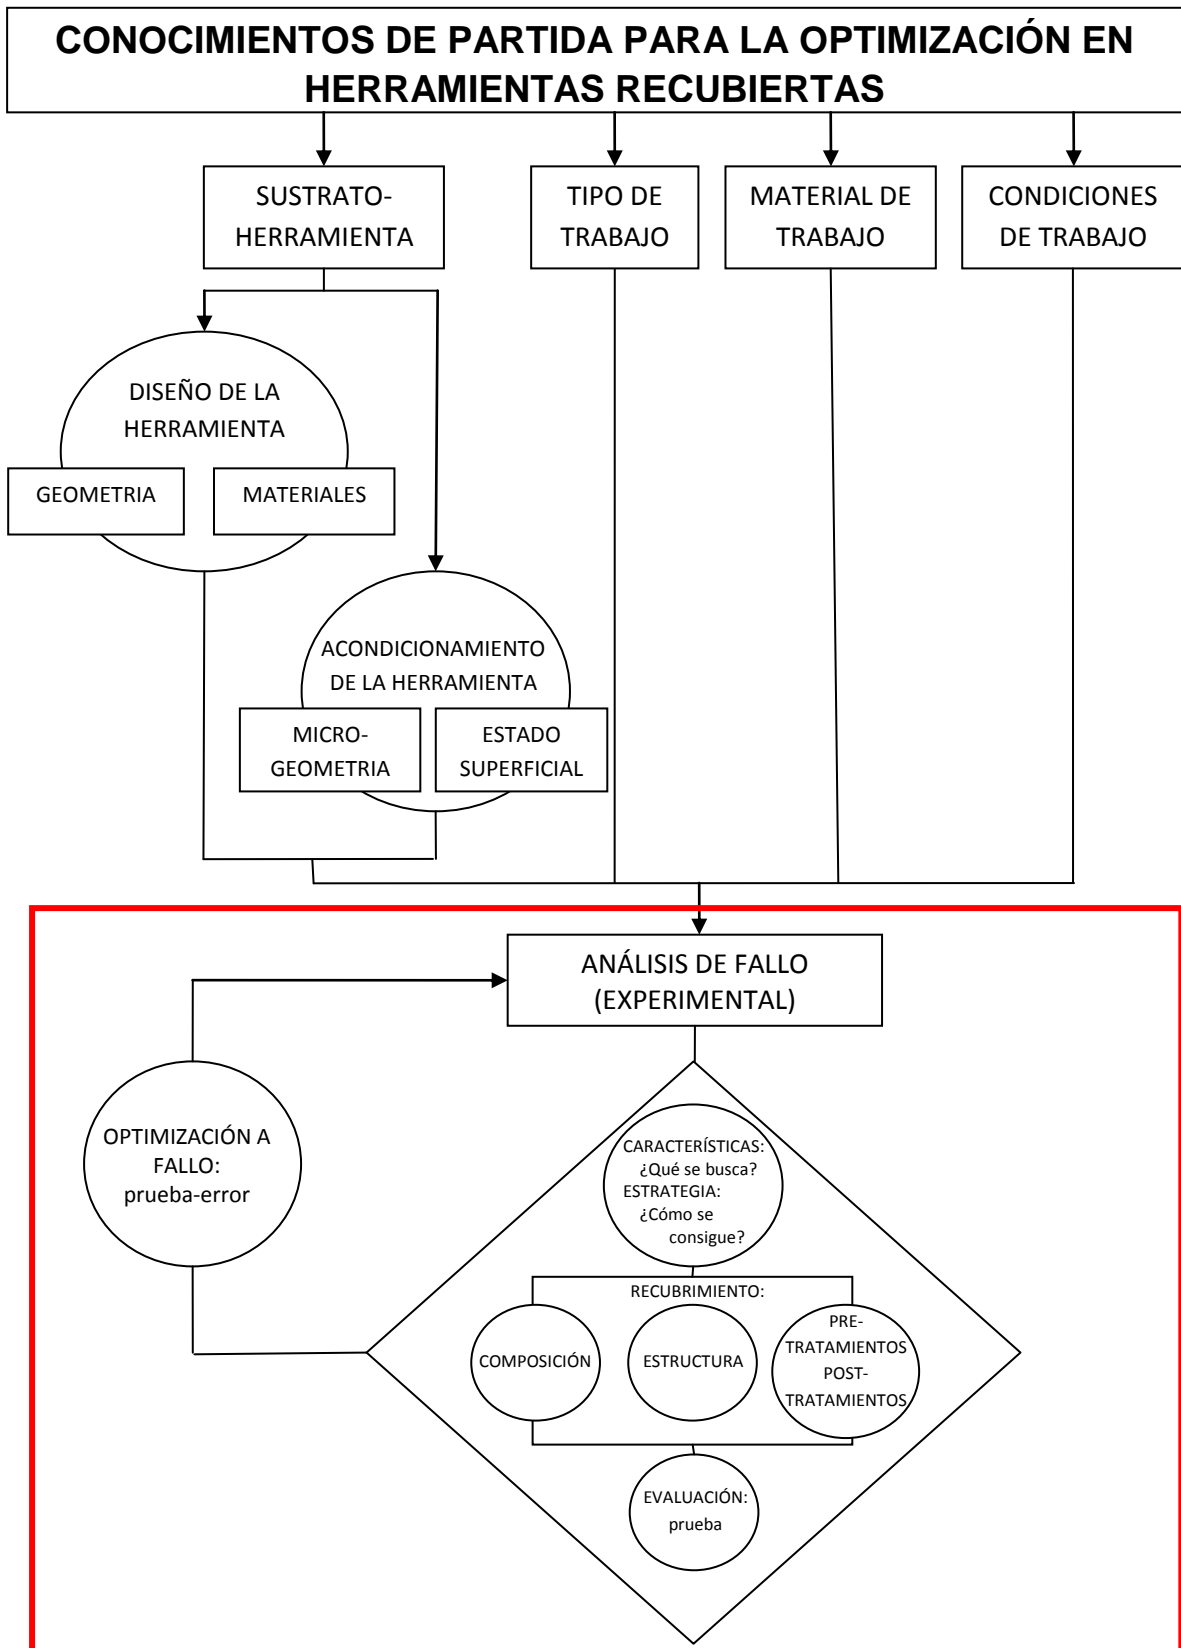 CONOCIMIENTOS DE PARTIDA PARA LA OPTIMIZACIÓN EN
HERRAMIENTAS RECUBIERTAS
SUSTRATO-
HERRAMIENTA
TIPO DE
TRABAJO
MATERIAL DE
TRABAJO
CONDICIONES
DE TRABAJO
DISEÑO DE LA
HERRAMIENTA
GEOMETRIA
MATERIALES
ACONDICIONAMIENTO
DE LA HERRAMIENTA
MICRO-
GEOMETRIA
ESTADO
SUPERFICIAL
ANÁLISIS DE FALLO
(EXPERIMENTAL)
OPTIMIZACIÓN A
FALLO:
prueba-error
CARACTERÍSTICAS:
¿Qué se busca?
ESTRATEGIA:
¿Cómo se
consigue?
RECUBRIMIENTO:
COMPOSICIÓN
ESTRUCTURA
PRE-
TRATAMIENTOS
POST-
TRATAMIENTOS
EVALUACIÓN:
prueba